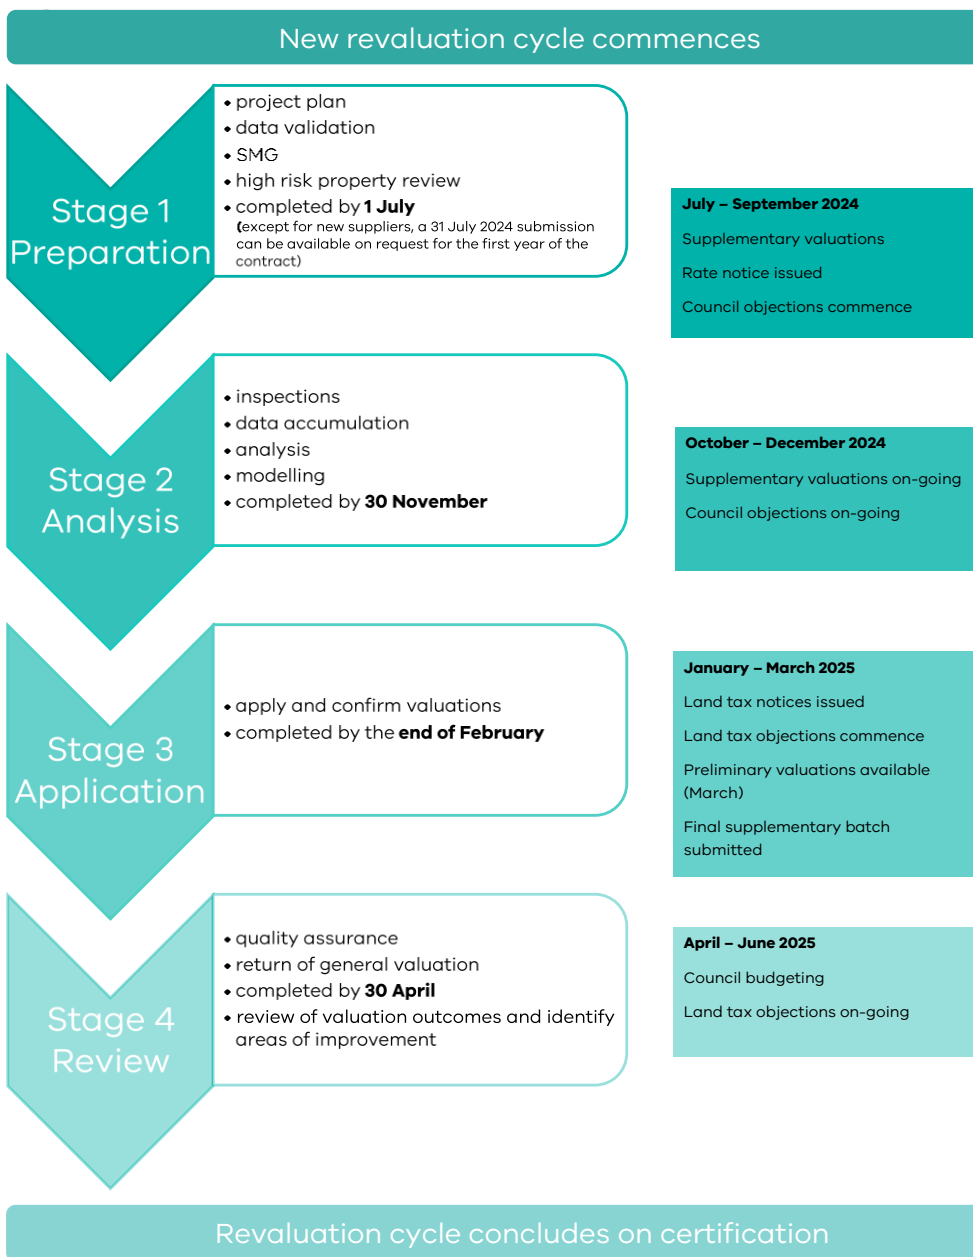 New revaluation cycle commences
Stage 1
Preparation
• project plan
• data validation
• SMG
• high risk property review
• completed by 1 July
(except for new suppliers, a 31 July 2024 submission
can be available on request for the first year of the
contract)
July – September 2024
Supplementary valuations
Rate notice issued
Council objections commence
Stage 2
Analysis
• inspections
• data accumulation
• analysis
• modelling
• completed by 30 November
October – December 2024
Supplementary valuations on-going
Council objections on-going
Stage 3
Application
• apply and confirm valuations
• completed by the end of February
January – March 2025
Land tax notices issued
Land tax objections commence
Preliminary valuations available
(March)
Final supplementary batch
submitted
Stage 4
Review
• quality assurance
• return of general valuation
• completed by 30 April
• review of valuation outcomes and identify
areas of improvement
April – June 2025
Council budgeting
Land tax objections on-going
Revaluation cycle concludes on certification